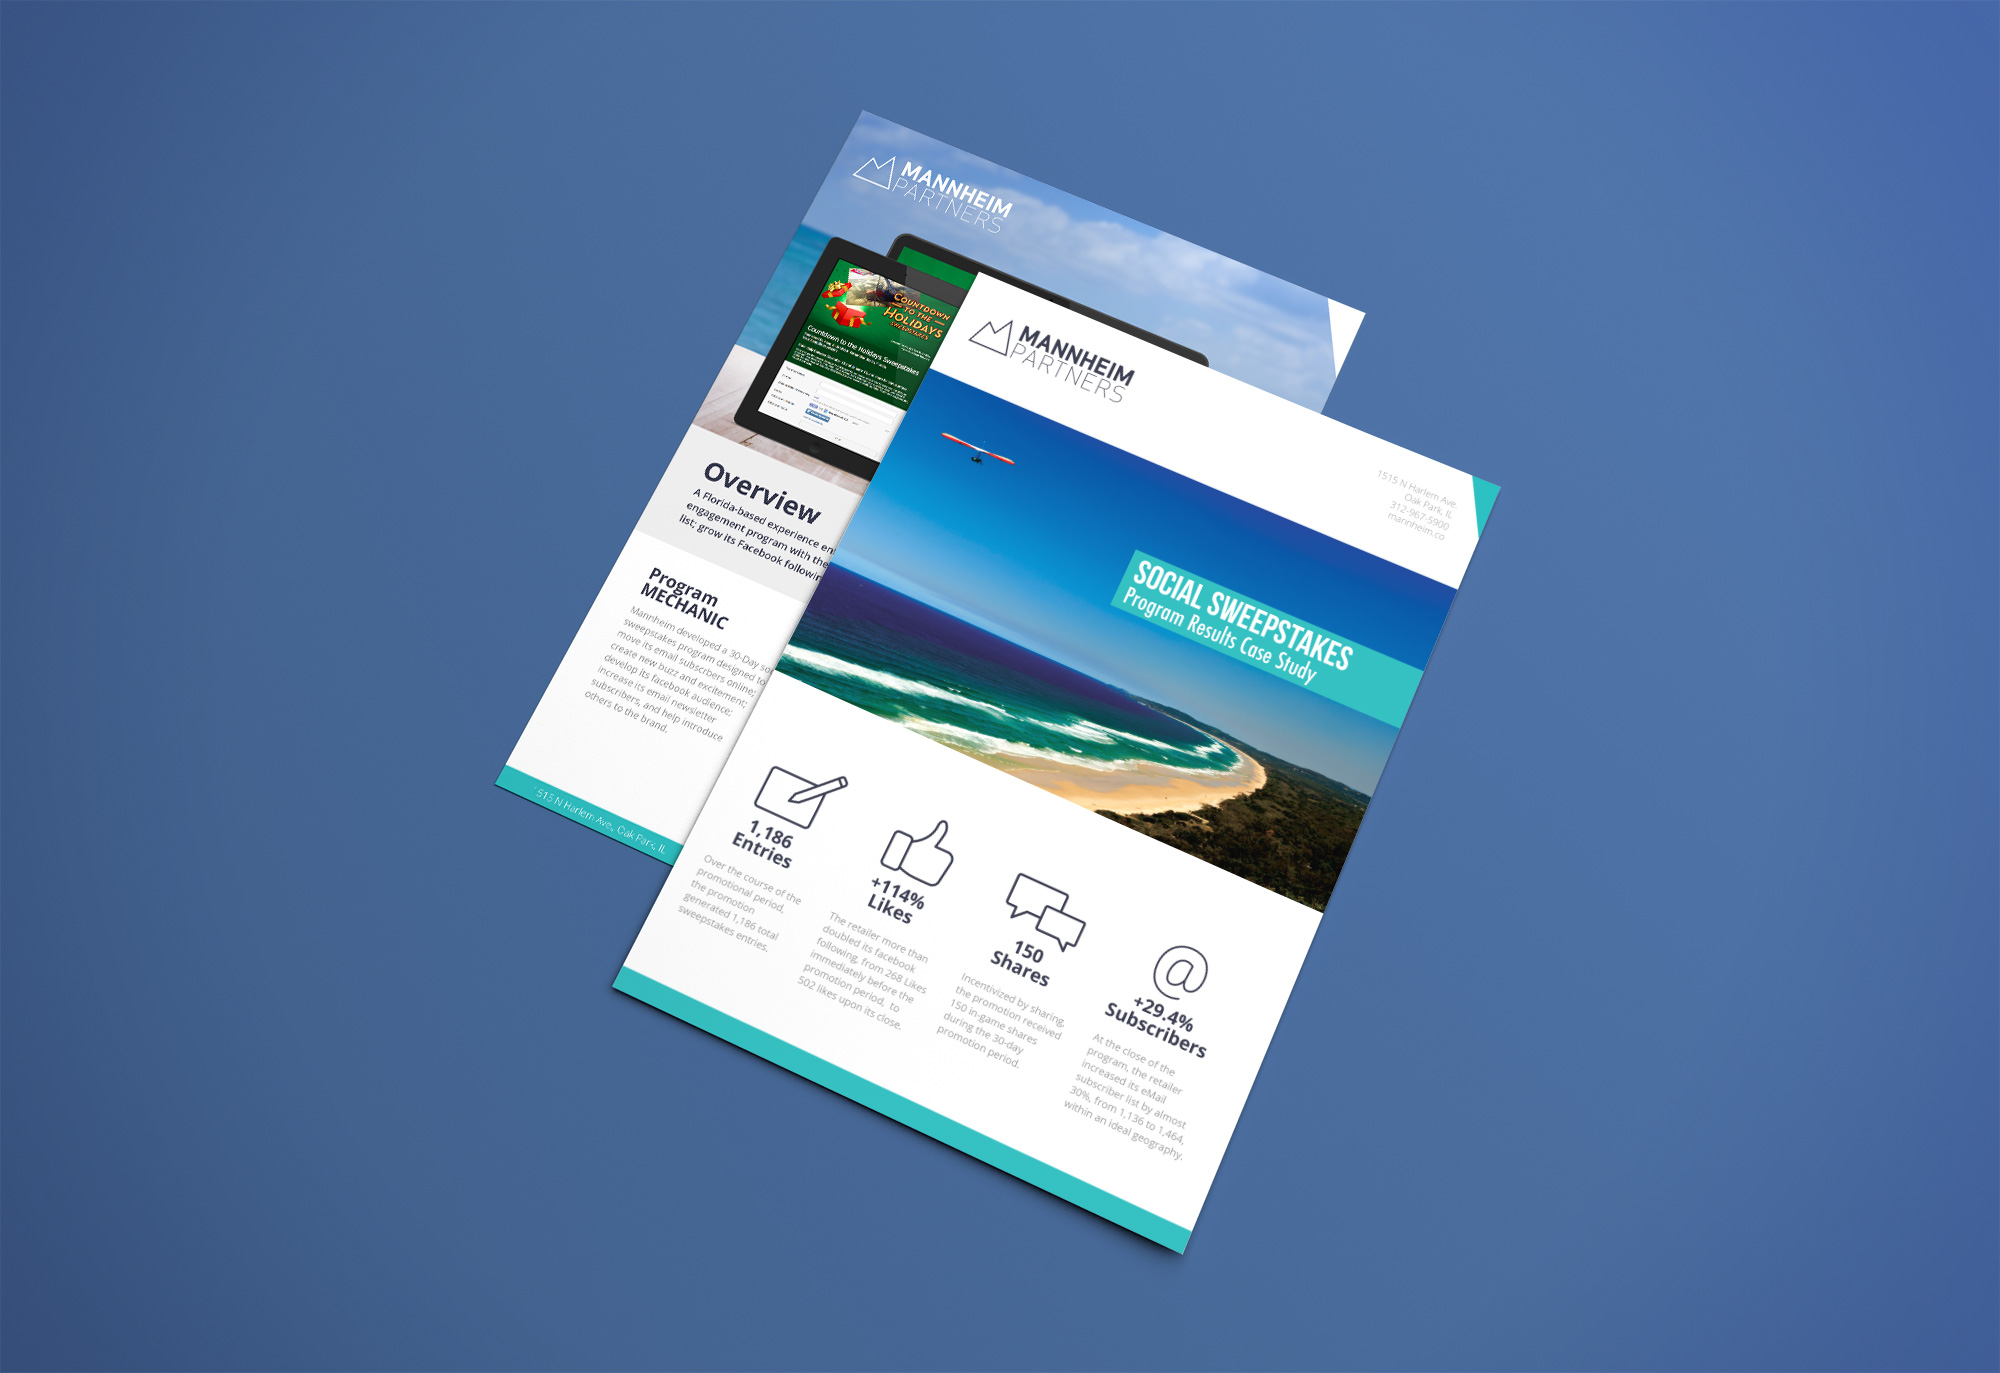 MANNHEIM
PARTNERS
COUNTDOWN
TO THE
HOLIDAYS
SWEEPSTAKES
Countdown to the Holidays Sweepstakes
Overview
A Florida-based experience
engagement program with the
list; grow its Facebook
Program
MECHANIC
Mannheim developed a 30-Day
sweepstakes program designed to
move its email subscribers online;
create new buzz and excitement;
develop its facebook audience;
increase its email newsletter
subscribers, and help introduce
others to the brand.
1515 N Harlem Ave., Oak Park, IL
MANNHEIM
PARTNERS
1515 N Harlem Ave.
Oak Park, IL
312-967-5900
mannheim.co
SOCIAL SWEEPSTAKES
Program Results Case Study
1,186
Entries
Over the course of the
promotional period,
the promotion
generated 1,186 total
sweepstakes entries.
+114%
Likes
The retailer more than
doubled its facebook
following, from 268 Likes
immediately before the
promotion period, to
502 likes upon its close.
150
Shares
Incentivized by sharing,
the promotion received
150 in-game shares
during the 30-day
promotion period.
+29.4%
Subscribers
At the close of the
program, the retailer
increased its eMail
subscriber list by almost
30%, from 1,136 to 1,464,
within an ideal geography.